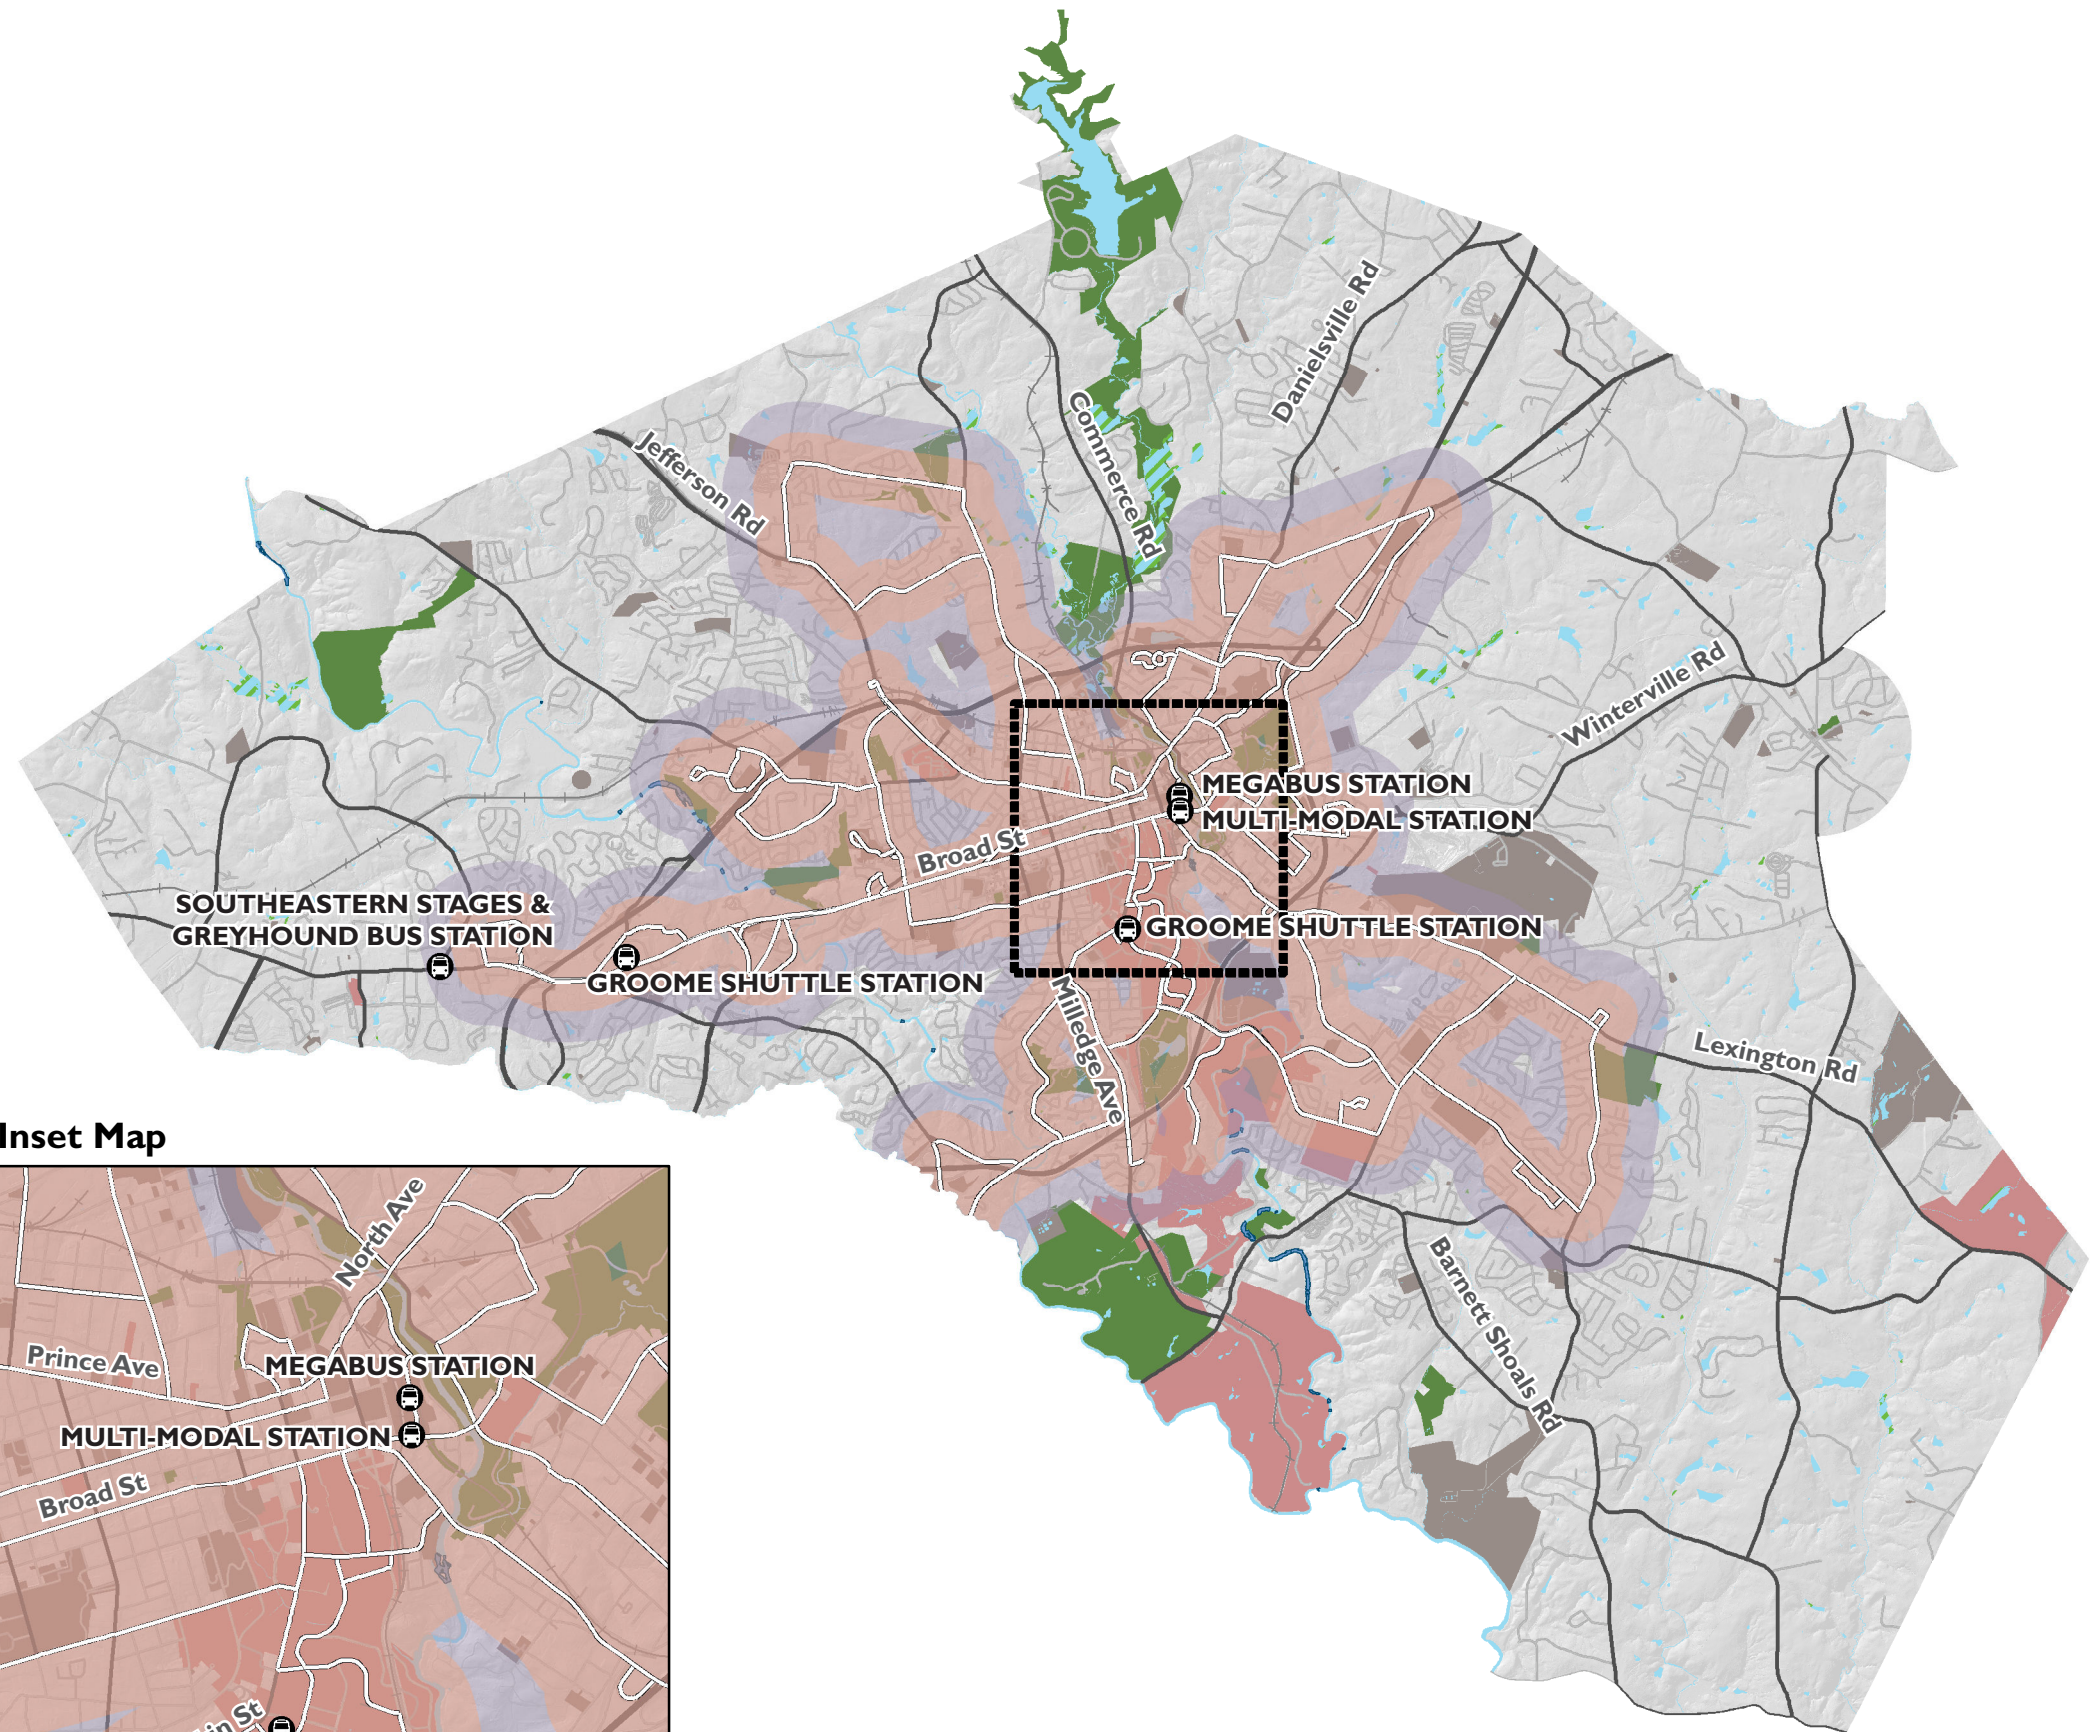 Danielsville Rd
Commerce Rd
Jefferson Rd
Winterville Rd
MEGABUS STATION
MULTI-MODAL STATION
Broad St
SOUTHEASTERN STAGES &
GREYHOUND BUS STATION
GROOME SHUTTLE STATION
GROOME SHUTTLE STATION
Milledge Ave
Lexington Rd
Barnett Shoals Rd
Inset Map
North Ave
Prince Ave
MEGABUS STATION
MULTI-MODAL STATION
Broad St
in St